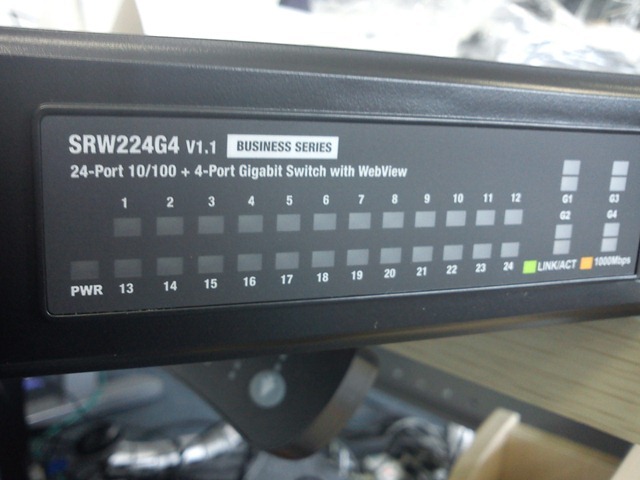 SRW224G4 V1.1 BUSINESS SERIES
24-Port 10/100 + 4-Port Gigabit Switch with WebView
1 2 3 4 5 6 7 8 9 10 11 12 G1 G3
G2 G4
PWR 13 14 15 16 17 18 19 20 21 22 23 24 LINK/ACT 1000Mbps